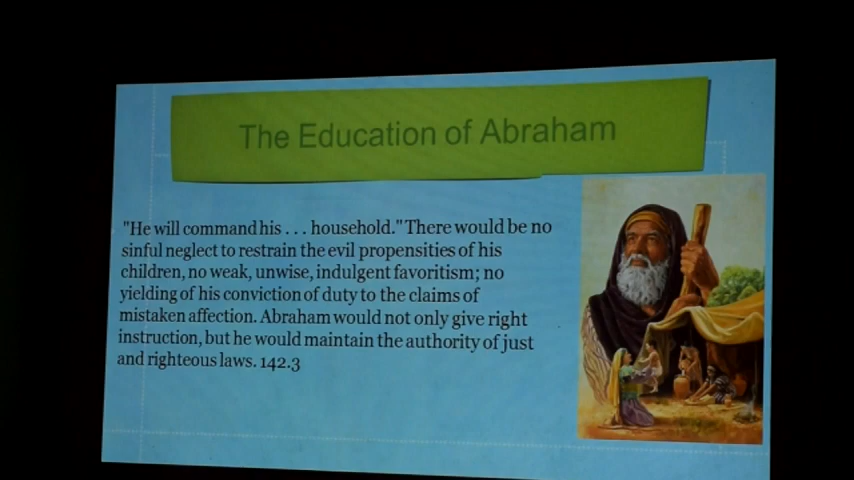 The Education of Abraham
"He will command his . . . household." There would be no
sinful neglect to restrain the evil propensities of his
children, no weak, unwise, indulgent favoritism; no
yielding of his conviction of duty to the claims of
mistaken affection. Abraham would not only give right
instruction, but he would maintain the authority of just
and righteous laws. 142.3